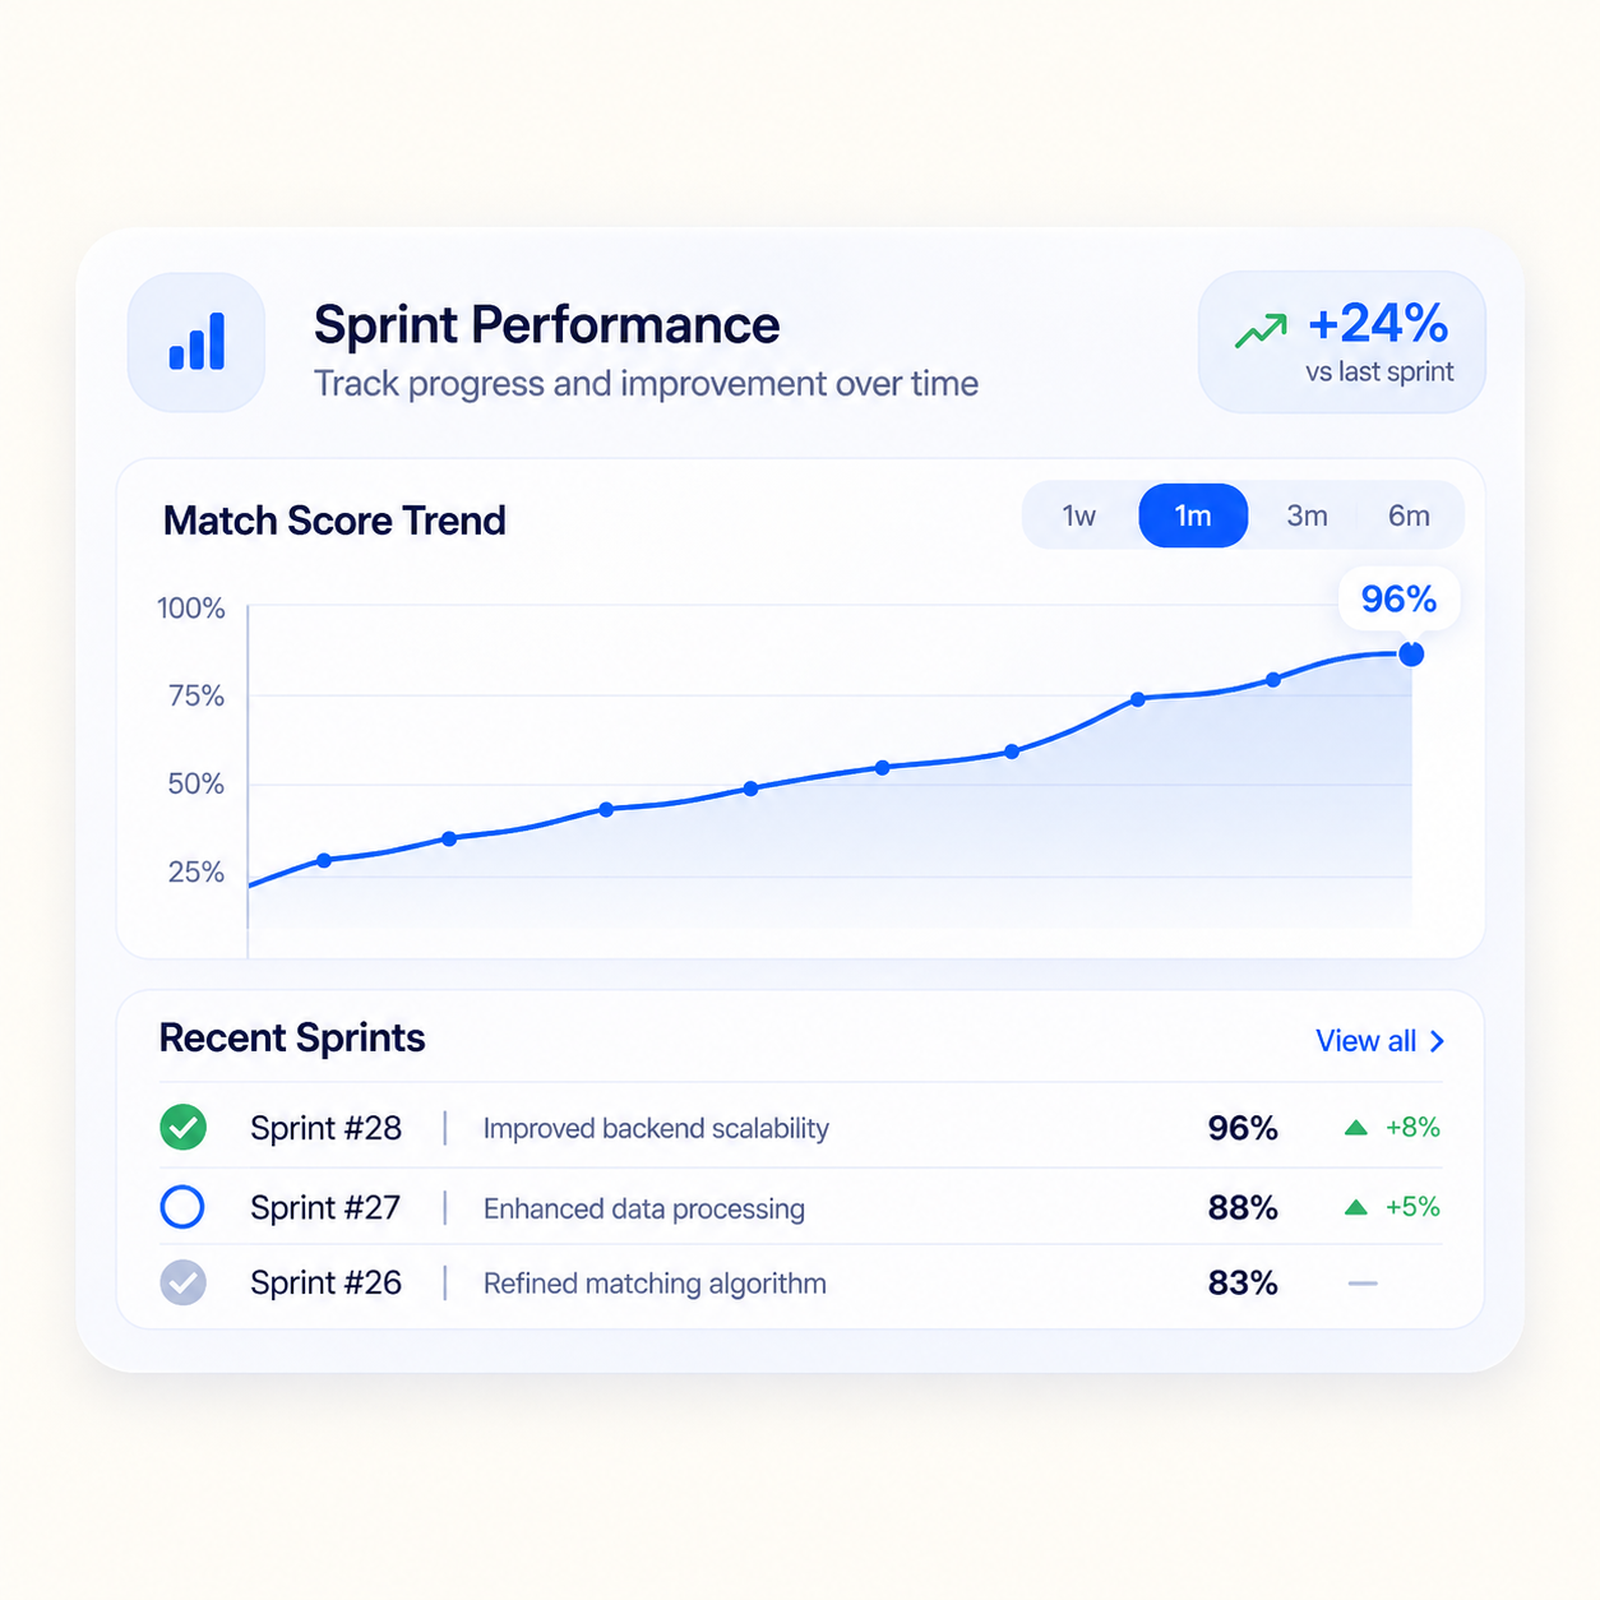 Sprint Performance
Track progress and improvement over time
+24%
vs last sprint
Match Score Trend
1w 1m 3m 6m
96%
100%
75%
50%
25%
Recent Sprints
View all
Sprint #28 Improved backend scalability 96% +8%
Sprint #27 Enhanced data processing 88% +5%
Sprint #26 Refined matching algorithm 83% —